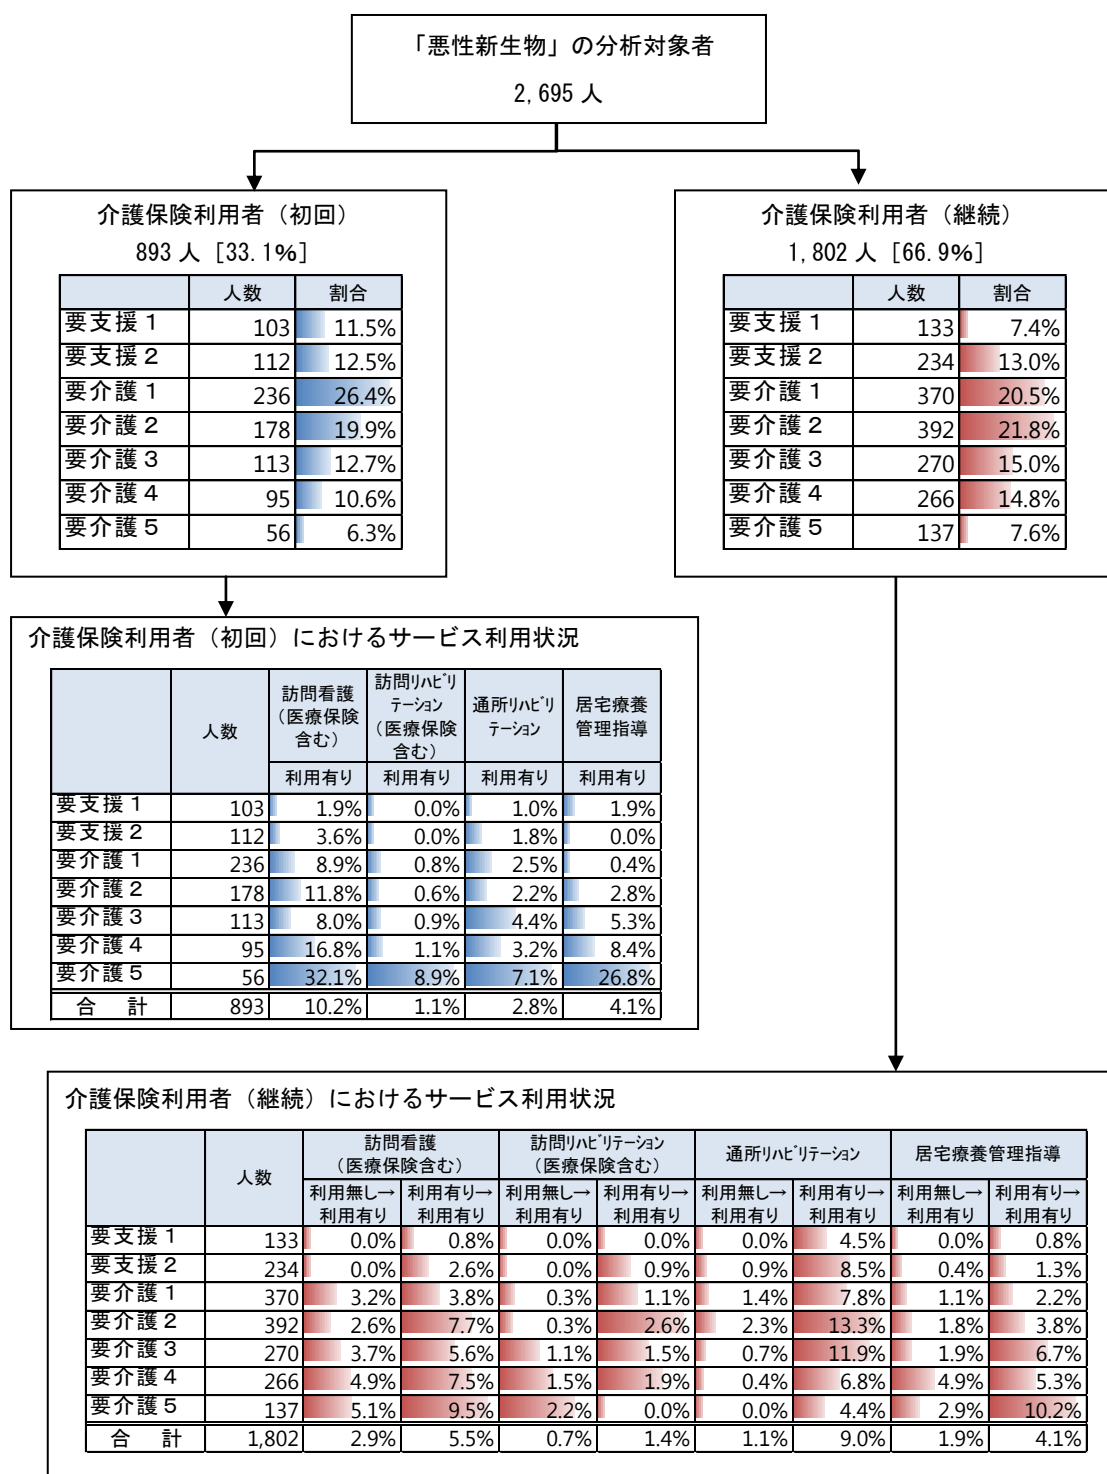 「悪性新生物」の分析対象者
2,695 人
介護保険利用者（初回）
893 人［33.1%］
人数 割合
要支援１ 103 11.5%
要支援２ 112 12.5%
要介護１ 236 26.4%
要介護２ 178 19.9%
要介護３ 113 12.7%
要介護４ 95 10.6%
要介護５ 56 6.3%
介護保険利用者（継続）
1,802 人［66.9%］
人数 割合
要支援１ 133 7.4%
要支援２ 234 13.0%
要介護１ 370 20.5%
要介護２ 392 21.8%
要介護３ 270 15.0%
要介護４ 266 14.8%
要介護５ 137 7.6%
介護保険利用者（初回）におけるサービス利用状況
人数
訪問看護
（医療保険
含む）
訪問ﾘﾊﾋﾞﾘ
ﾃｰｼｮﾝ
（医療保険
含む）
通所ﾘﾊﾋﾞﾘ
ﾃｰｼｮﾝ
居宅療養
管理指導
利用有り 利用有り 利用有り 利用有り
要支援１ 103 1.9% 0.0% 1.0% 1.9%
要支援２ 112 3.6% 0.0% 1.8% 0.0%
要介護１ 236 8.9% 0.8% 2.5% 0.4%
要介護２ 178 11.8% 0.6% 2.2% 2.8%
要介護３ 113 8.0% 0.9% 4.4% 5.3%
要介護４ 95 16.8% 1.1% 3.2% 8.4%
要介護５ 56 32.1% 8.9% 7.1% 26.8%
合　計 893 10.2% 1.1% 2.8% 4.1%
介護保険利用者（継続）におけるサービス利用状況
人数
訪問看護
（医療保険含む）
訪問ﾘﾊﾋﾞﾘﾃｰｼｮﾝ
（医療保険含む）
通所ﾘﾊﾋﾞﾘﾃｰｼｮﾝ
居宅療養管理指導
利用無し→ 利用有り→ 利用無し→ 利用有り→ 利用無し→ 利用有り→ 利用無し→ 利用有り→
利用有り 利用有り 利用有り 利用有り 利用有り 利用有り 利用有り 利用有り
要支援１ 133 0.0% 0.8% 0.0% 0.0% 0.0% 4.5% 0.0% 0.8%
要支援２ 234 0.0% 2.6% 0.0% 0.9% 0.9% 8.5% 0.4% 1.3%
要介護１ 370 3.2% 3.8% 0.3% 1.1% 1.4% 7.8% 1.1% 2.2%
要介護２ 392 2.6% 7.7% 0.3% 2.6% 2.3% 13.3% 1.8% 3.8%
要介護３ 270 3.7% 5.6% 1.1% 1.5% 0.7% 11.9% 1.9% 6.7%
要介護４ 266 4.9% 7.5% 1.5% 1.9% 0.4% 6.8% 4.9% 5.3%
要介護５ 137 5.1% 9.5% 2.2% 0.0% 0.0% 4.4% 2.9% 10.2%
合　計 1,802 2.9% 5.5% 0.7% 1.4% 1.1% 9.0% 1.9% 4.1%